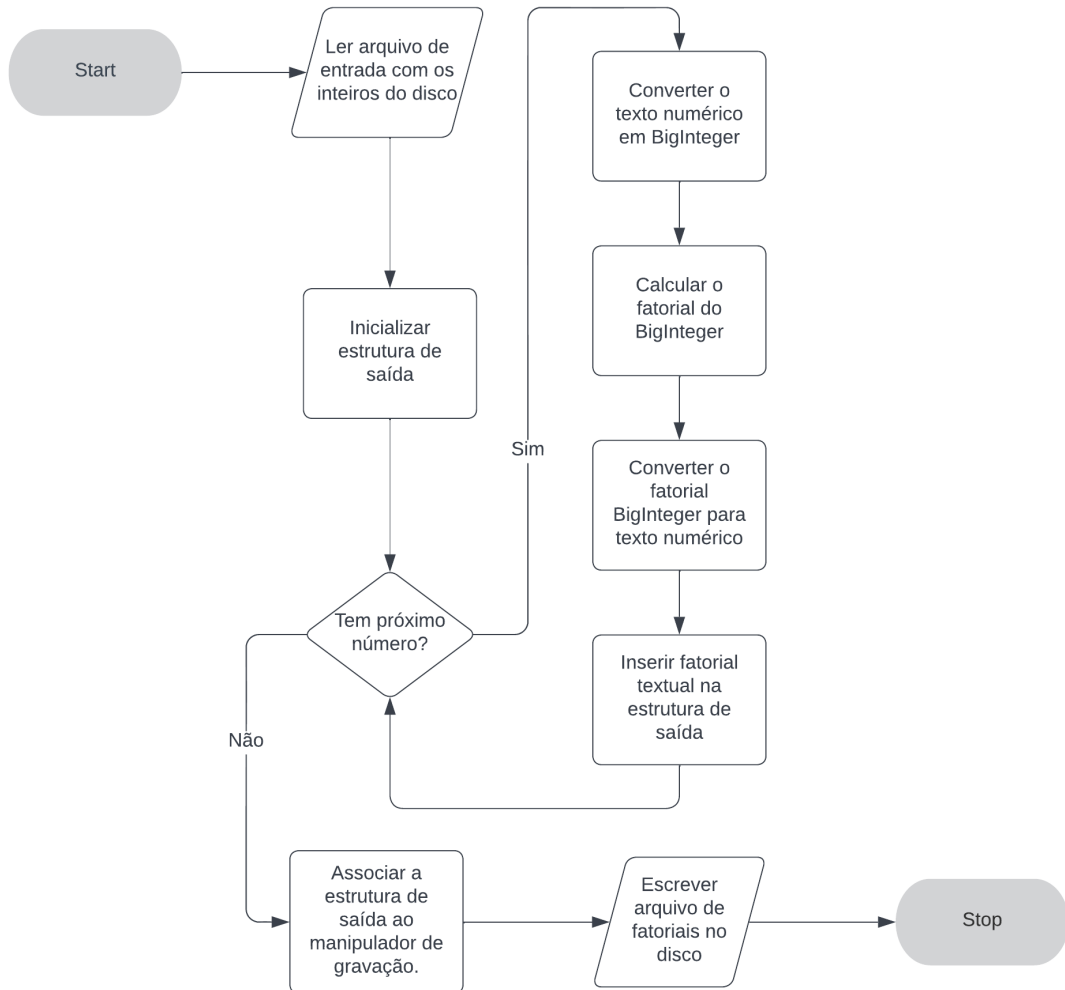 Start
Ler arquivo de
entrada com os
inteiros do disco
Inicializar
estrutura de
saída
Tem próximo
número?
Sim
Converter o
texto numérico
em BigInteger
Calcular o
fatorial do
BigInteger
Converter o
fatorial
BigInteger para
texto numérico
Inserir fatorial
textual na
estrutura de
saída
Não
Associar a
estrutura de
saída ao
manipulador de
gravação.
Escrever
arquivo de
fatoriais no
disco
Stop